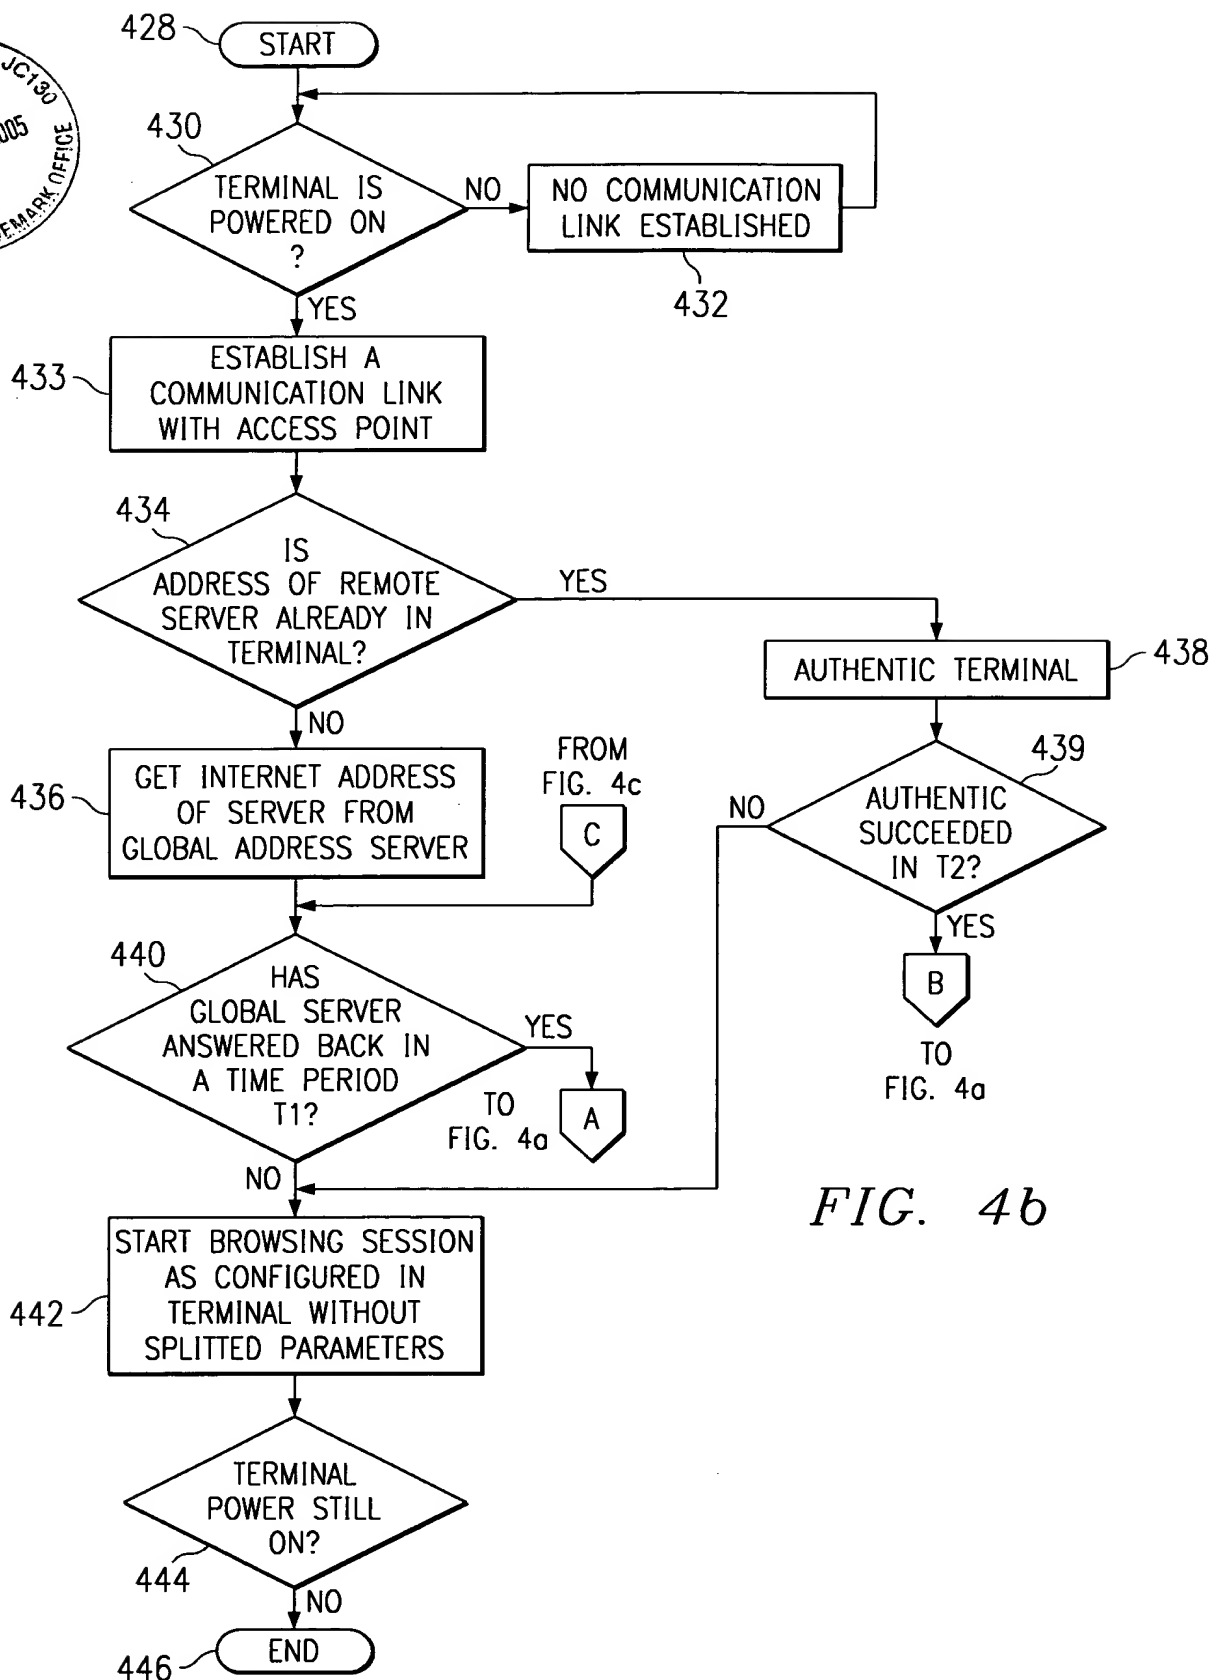 428
START
JC130
005
EMARK OFFICE
430
TERMINAL IS
POWERED ON
?
NO
NO COMMUNICATION
LINK ESTABLISHED
432
YES
433
ESTABLISH A
COMMUNICATION LINK
WITH ACCESS POINT
434
IS
ADDRESS OF REMOTE
SERVER ALREADY IN
TERMINAL?
YES
438
AUTHENTIC TERMINAL
NO
436
GET INTERNET ADDRESS
OF SERVER FROM
GLOBAL ADDRESS SERVER
FROM
FIG. 4c
C
439
AUTHENTIC
SUCCEEDED
IN T2?
NO
YES
B
TO
FIG. 4a
440
HAS
GLOBAL SERVER
ANSWERED BACK IN
A TIME PERIOD
T1?
YES
TO
FIG. 4a
A
NO
FIG. 4b
442
START BROWSING SESSION
AS CONFIGURED IN
TERMINAL WITHOUT
SPLITTED PARAMETERS
TERMINAL
POWER STILL
ON?
444
NO
446
END